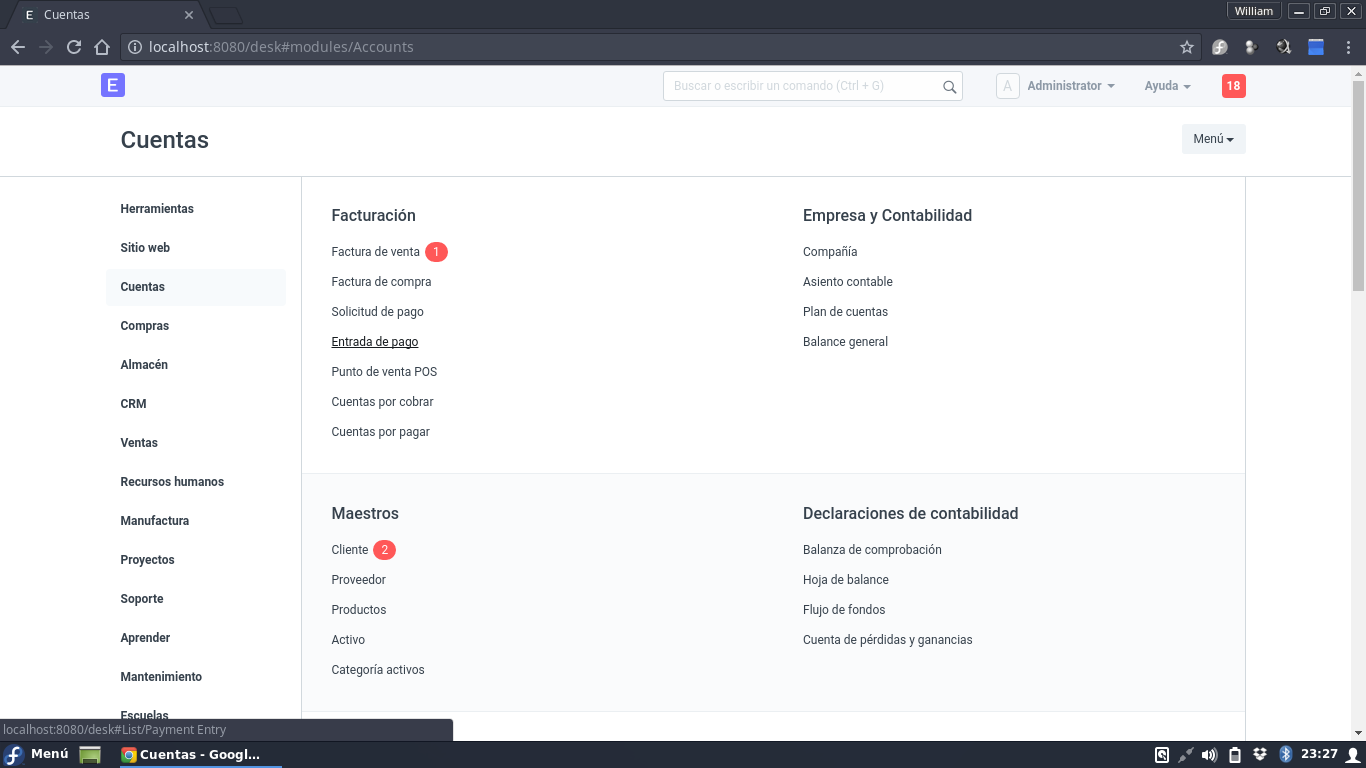 E Cuentas
William
localhost:8080/desk#modules/Accounts
E
Buscar o escribir un comando (Ctrl + G)
A Administrator
Ayuda
18
Cuentas
Menú
Herramientas
Sitio web
Cuentas
Compras
Almacén
CRM
Ventas
Recursos humanos
Manufactura
Proyectos
Soporte
Aprender
Mantenimiento
Escuelas
Facturación
Factura de venta 1
Factura de compra
Solicitud de pago
Entrada de pago
Punto de venta POS
Cuentas por cobrar
Cuentas por pagar
Empresa y Contabilidad
Compañía
Asiento contable
Plan de cuentas
Balance general
Maestros
Cliente 2
Proveedor
Productos
Activo
Categoría activos
Declaraciones de contabilidad
Balanza de comprobación
Hoja de balance
Flujo de fondos
Cuenta de pérdidas y ganancias
localhost:8080/desk#List/Payment Entry
Menú
Cuentas - Googl...
23:27